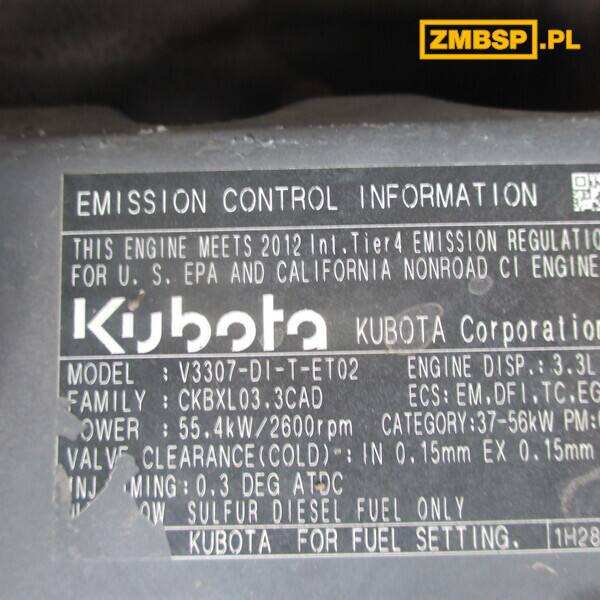 ZMBSP.PL
EMISSION CONTROL INFORMATION
THIS ENGINE MEETS 2012 Int.Tier4 EMISSION REGULATIO
FOR U. S. EPA AND CALIFORNIA NONROAD CI ENGINE
Kubota KUBOTA Corporation
MODEL : V3307-DI-T-ET02 ENGINE DISP.: 3.3L
FAMILY : CKBXL03.3CAD ECS: EM,DFI,TC,EG
OWER : 55.4kW/2600rpm CATEGORY:37-56kW PM:
VALVE CLEARANCE(COLD) : IN 0.15mm EX 0.15mm
INJ. MING: 0.3 DEG ATDC
OW SULFUR DIESEL FUEL ONLY
KUBOTA FOR FUEL SETTING. 1H28